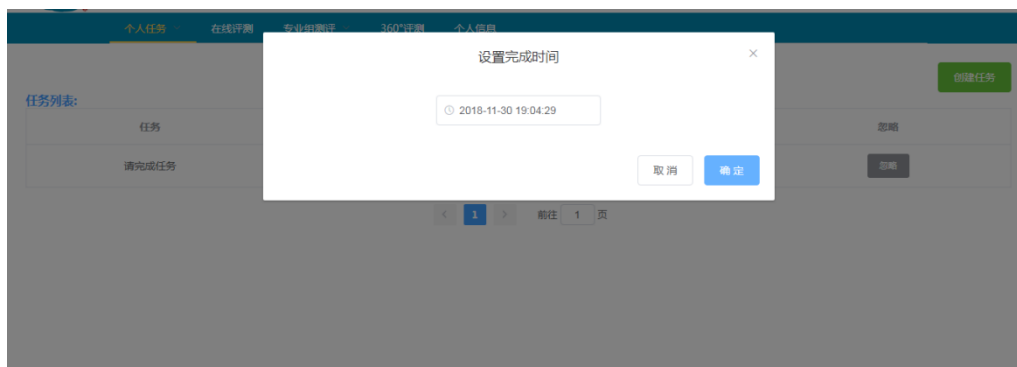 个人任务 在线评测 专业组测评 360°评测 个人信息
设置完成时间
创建任务
任务列表:
2018-11-30 19:04:29
任务 忽略
请完成任务 忽略
取消 确定
1 前往 1 页